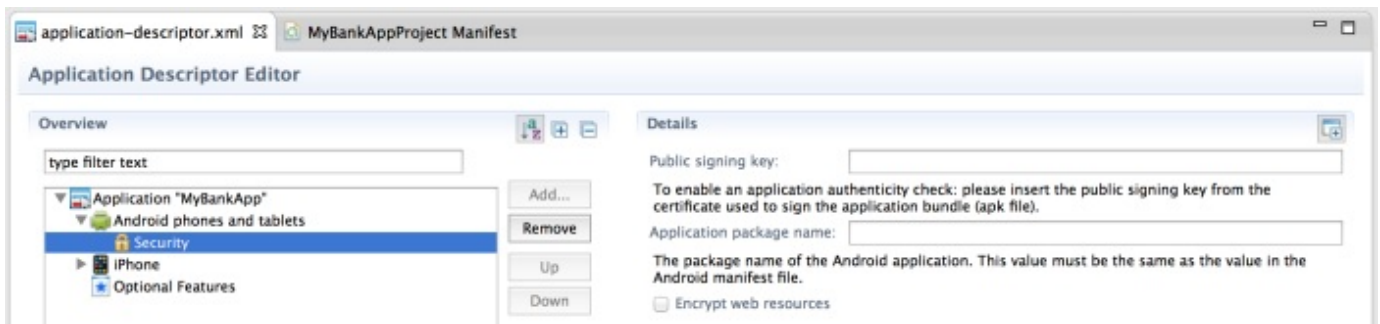 application-descriptor.xml
MyBankAppProject Manifest
Application Descriptor Editor
Overview
type filter text
Application "MyBankApp"
Android phones and tablets
Security
iPhone
Optional Features
Add...
Remove
Up
Down
Details
Public signing key:
To enable an application authenticity check: please insert the public signing key from the
certificate used to sign the application bundle (apk file).
Application package name:
The package name of the Android application. This value must be the same as the value in the
Android manifest file.
Encrypt web resources